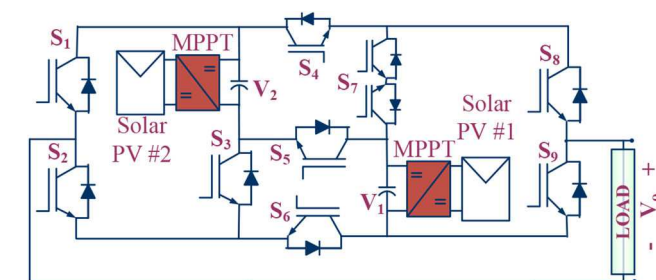 S1
MPPT
S4
S7
S8
V2
Solar
PV #2
S2
S3
S5
Solar
PV #1
MPPT
S9
V1
S6
LOAD
+
-